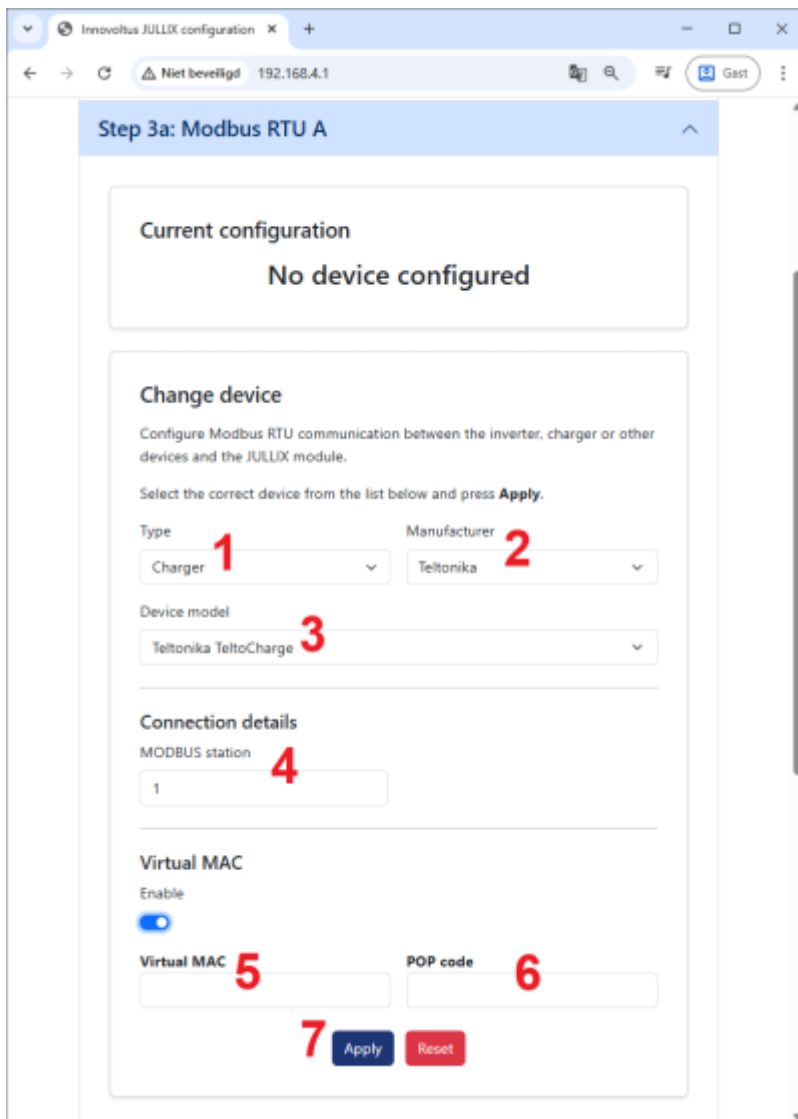 Innovoltus JULLIX configuration
Niet beveiligd 192.168.4.1 Gast
Step 3a: Modbus RTU A
Current configuration
No device configured
Change device
Configure Modbus RTU communication between the inverter, charger or other
devices and the JULLIX module.
Select the correct device from the list below and press Apply.
Type 1 Manufacturer 2
Charger Teltonika
Device model 3
Teltonika TeltoCharge
Connection details
MODBUS station 4
1
Virtual MAC
Enable
Virtual MAC 5 POP code 6
7 Apply Reset